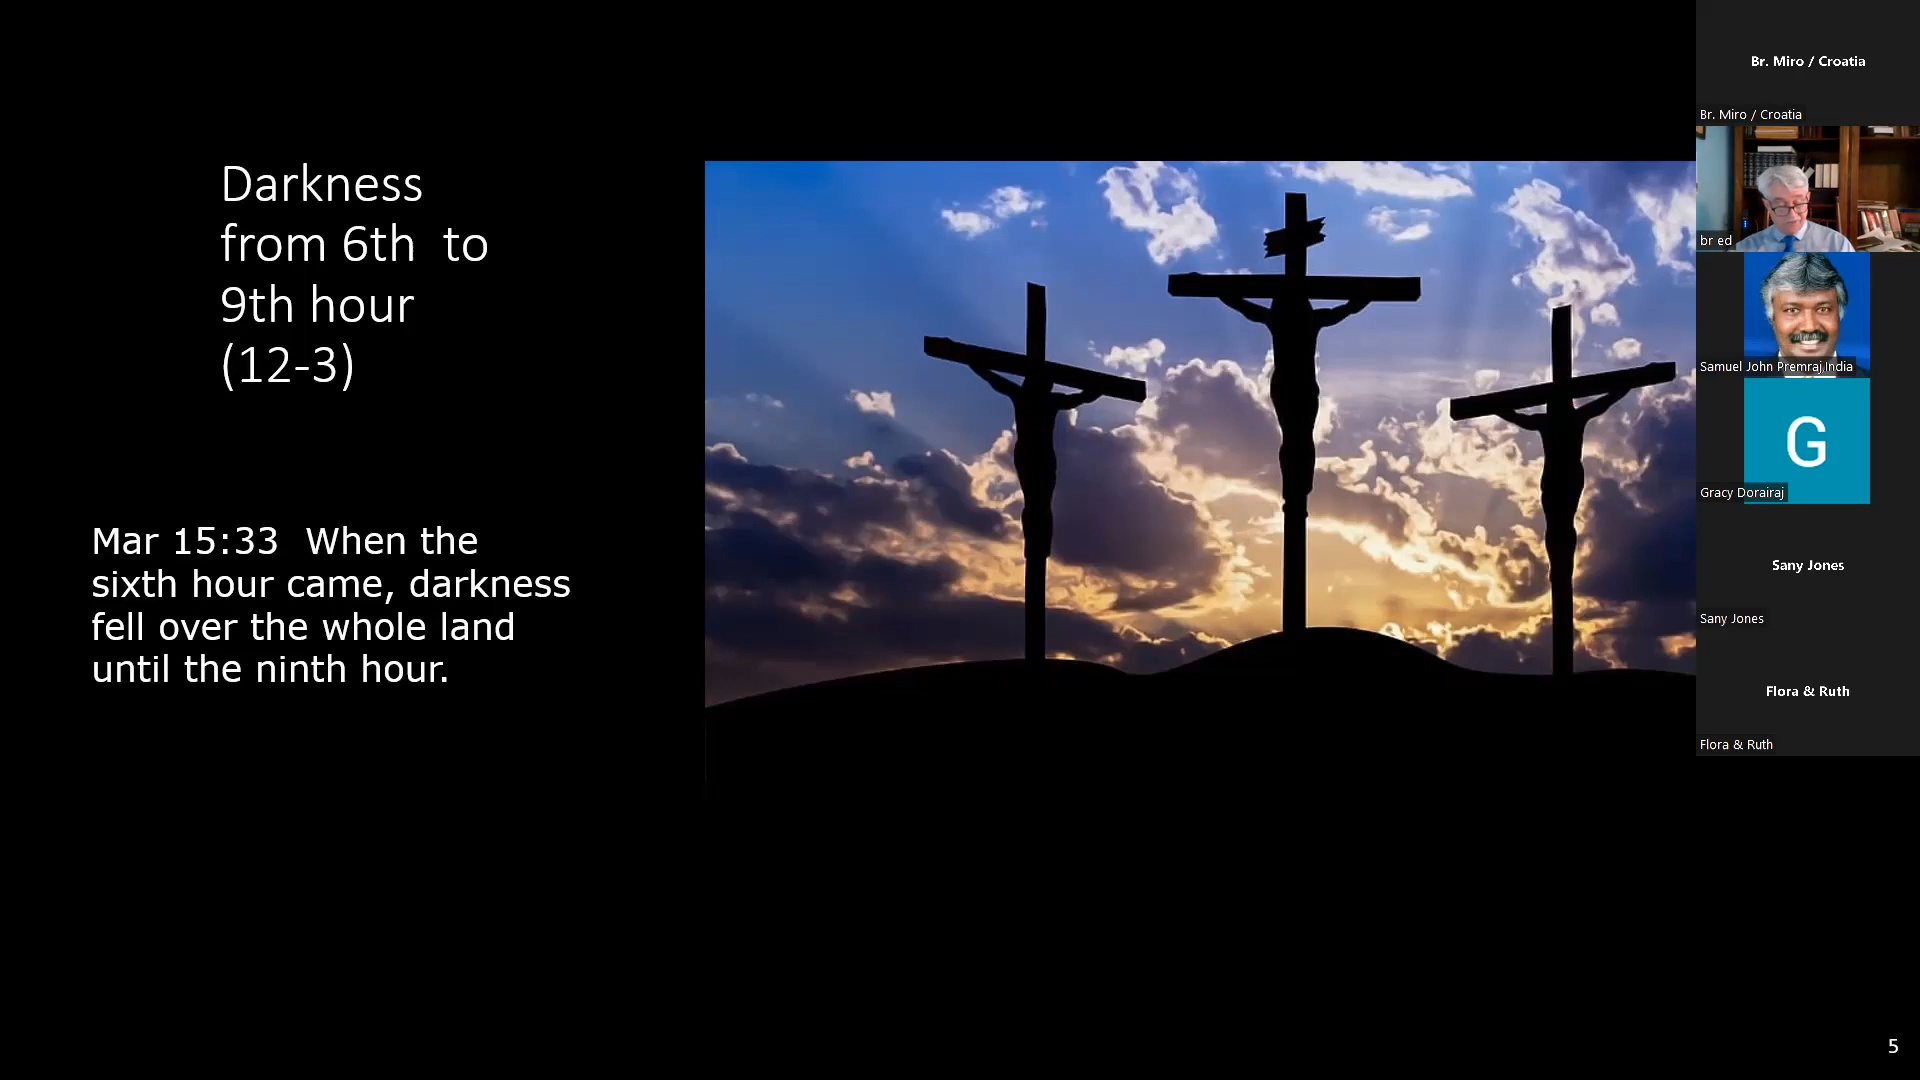 Darkness
from 6th to
9th hour
(12-3)
Mar 15:33 When the
sixth hour came, darkness
fell over the whole land
until the ninth hour.
Br. Miro / Croatia
Br. Miro / Croatia
br ed
Samuel John Premraj,India
G
Gracy Dorairaj
Sany Jones
Sany Jones
Flora & Ruth
Flora & Ruth
5